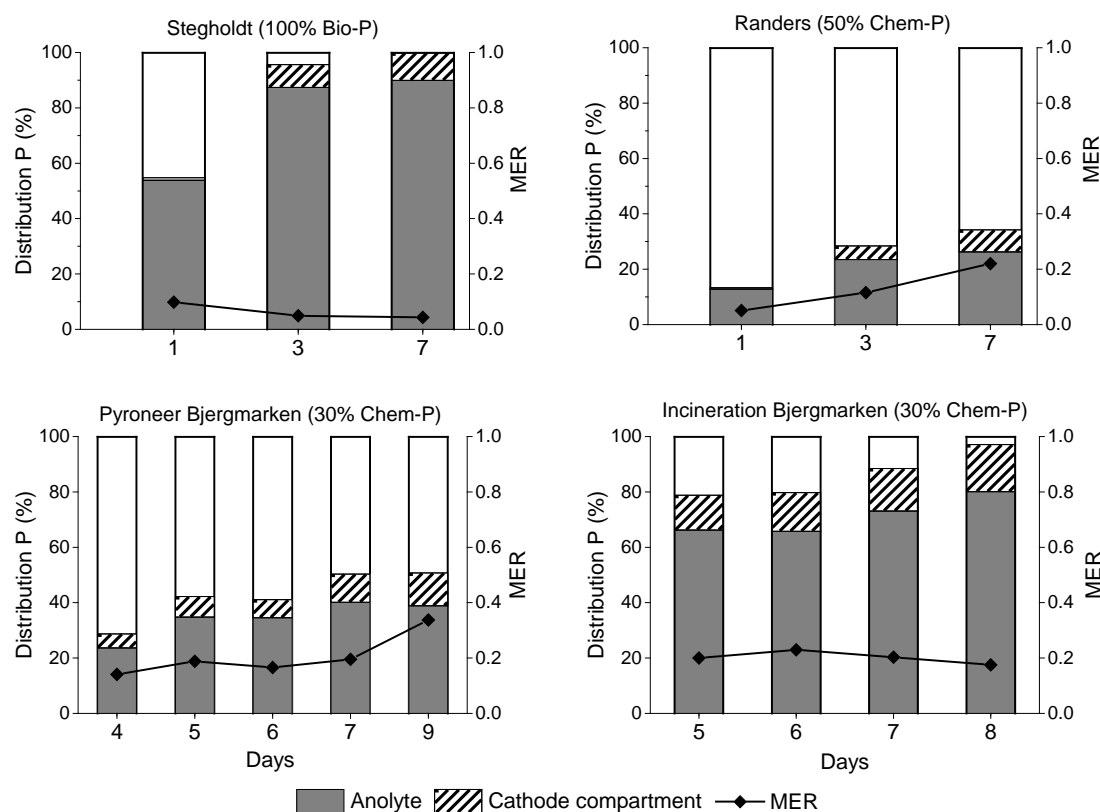 Stegholdt (100% Bio-P)
Distribution P (%)
100
80
60
40
20
0
1.0
0.8
0.6
0.4
0.2
0.0
MER
1 3 7
Randers (50% Chem-P)
Distribution P (%)
100
80
60
40
20
0
1.0
0.8
0.6
0.4
0.2
0.0
MER
1 3 7
Pyroneer Bjergmarken (30% Chem-P)
Distribution P (%)
100
80
60
40
20
0
1.0
0.8
0.6
0.4
0.2
0.0
MER
4 5 6 7 9
Days
Incineration Bjergmarken (30% Chem-P)
Distribution P (%)
100
80
60
40
20
0
1.0
0.8
0.6
0.4
0.2
0.0
MER
5 6 7 8
Days
Anolyte Cathode compartment MER